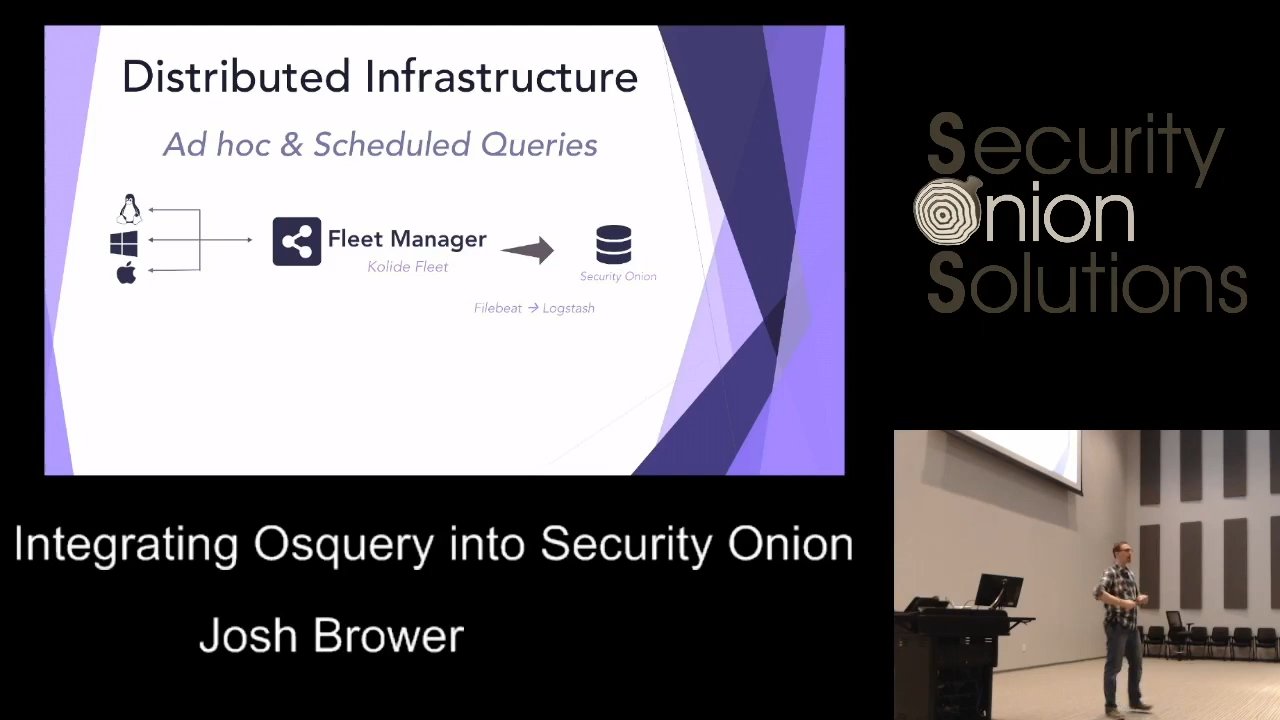 Distributed Infrastructure
Ad hoc & Scheduled Queries
Fleet Manager
Kolide Fleet
Security Onion
Filebeat → Logstash
Security
Onion
Solutions
Integrating Osquery into Security Onion
Josh Brower